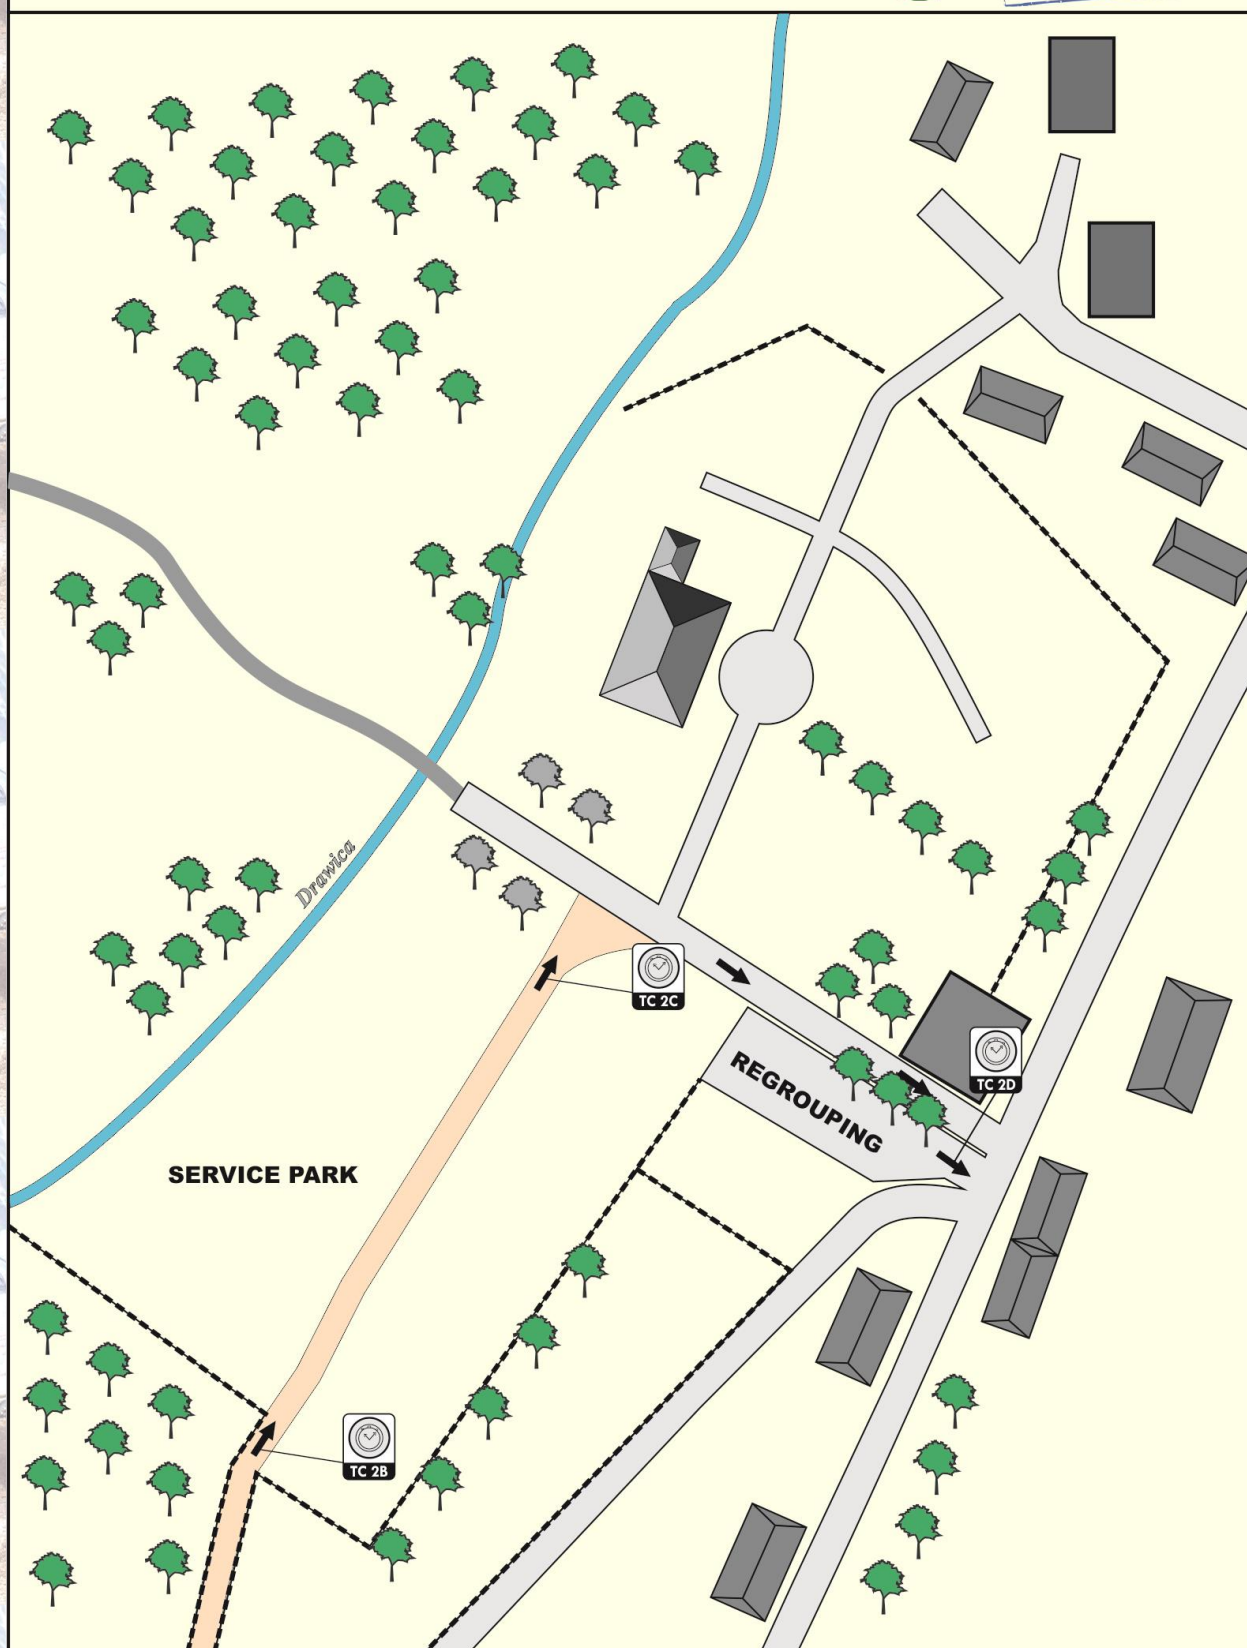 Drawica
TC 2C
REGROUPING
TC 2D
SERVICE PARK
TC 2B